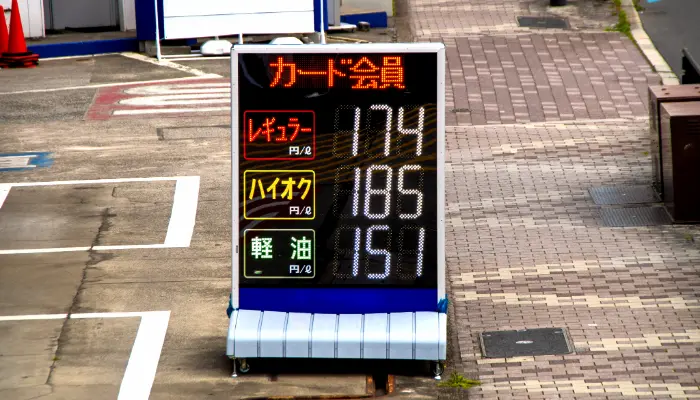 カード会員
レギュラー 174
円/ℓ
ハイオク 185
円/ℓ
軽油 151
円/ℓ